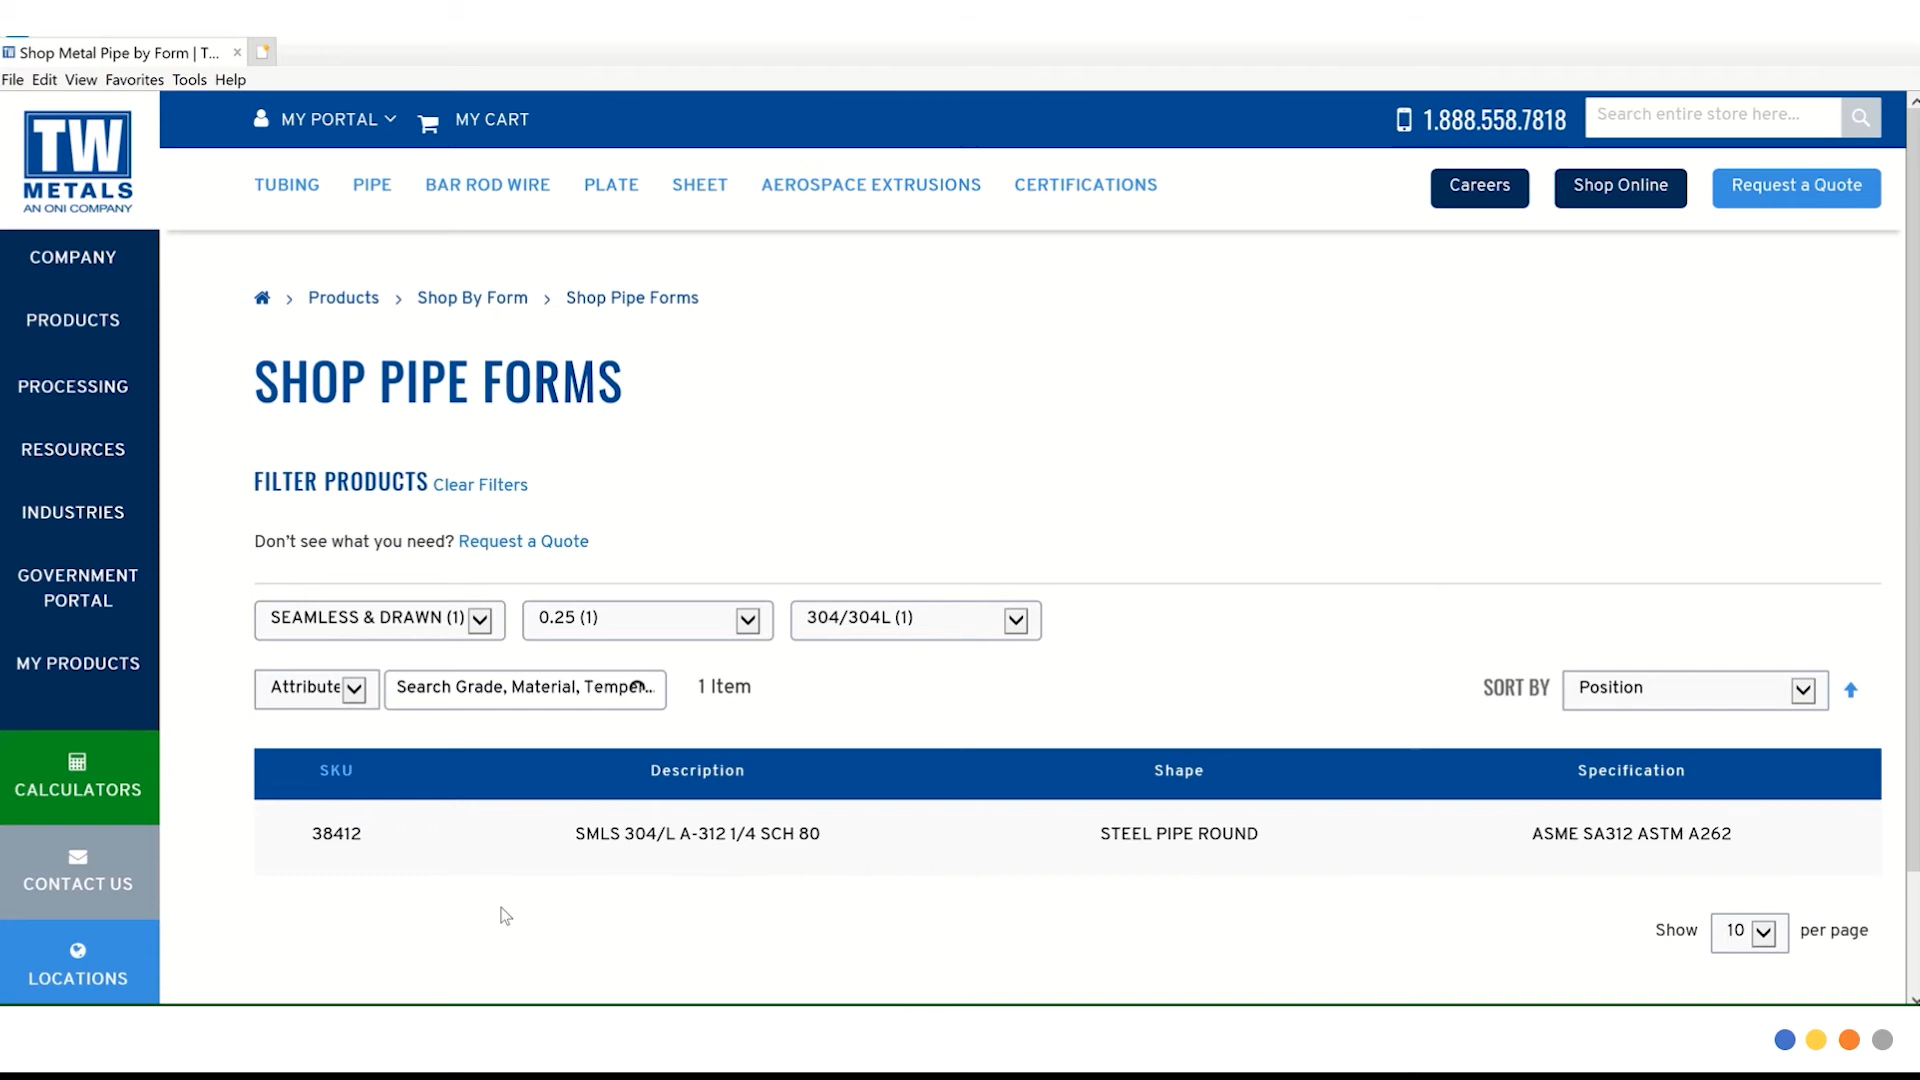 TW Shop Metal Pipe by Form | T... ×
File Edit View Favorites Tools Help
TW
METALS
AN ONI COMPANY
MY PORTAL MY CART 1.888.558.7818 Search entire store here...
TUBING PIPE BAR ROD WIRE PLATE SHEET AEROSPACE EXTRUSIONS CERTIFICATIONS Careers Shop Online Request a Quote
COMPANY
PRODUCTS
PROCESSING
RESOURCES
INDUSTRIES
GOVERNMENT
PORTAL
MY PRODUCTS
CALCULATORS
CONTACT US
LOCATIONS
> Products > Shop By Form > Shop Pipe Forms
SHOP PIPE FORMS
FILTER PRODUCTS Clear Filters
Don't see what you need? Request a Quote
SEAMLESS & DRAWN (1) 0.25 (1) 304/304L (1)
Attribute Search Grade, Material, Temper... 1 Item SORT BY Position
SKU Description Shape Specification
38412 SMLS 304/L A-312 1/4 SCH 80 STEEL PIPE ROUND ASME SA312 ASTM A262
Show 10 per page